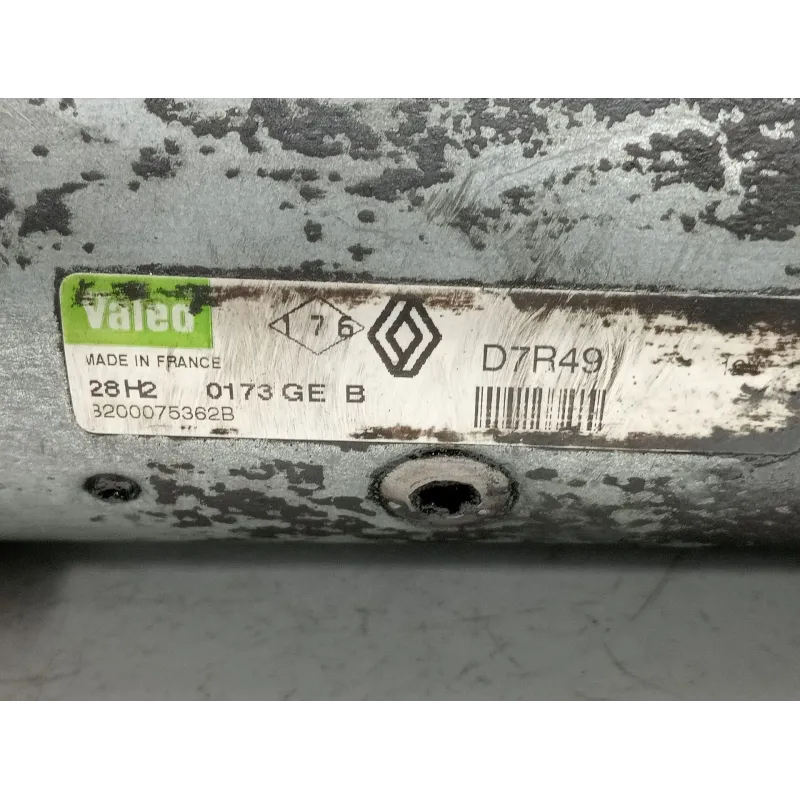 Valeo
176
D7R49
MADE IN FRANCE
28H2 0173 GE B
8200075362B